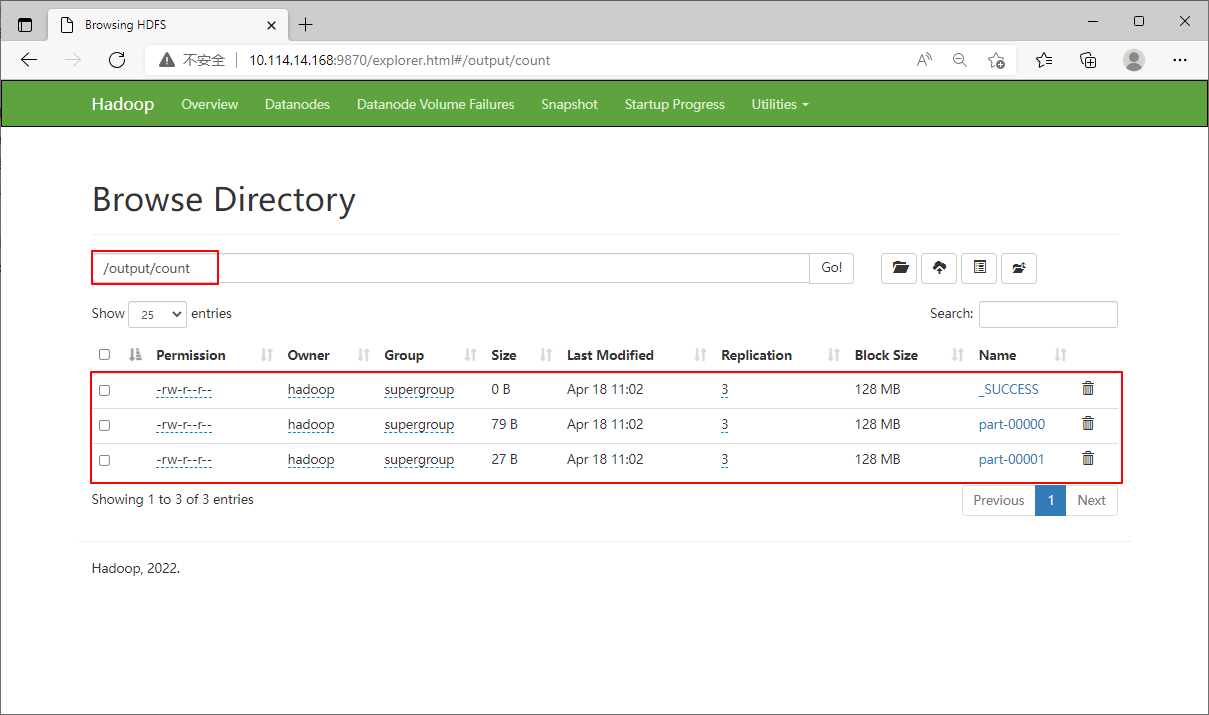 Browsing HDFS
不安全 10.114.14.168:9870/explorer.html#/output/count
Hadoop Overview Datanodes Datanode Volume Failures Snapshot Startup Progress Utilities
Browse Directory
/output/count Go!
Show 25 entries Search:
Permission Owner Group Size Last Modified Replication Block Size Name
-rw-r--r-- hadoop supergroup 0 B Apr 18 11:02 3 128 MB _SUCCESS
-rw-r--r-- hadoop supergroup 79 B Apr 18 11:02 3 128 MB part-00000
-rw-r--r-- hadoop supergroup 27 B Apr 18 11:02 3 128 MB part-00001
Showing 1 to 3 of 3 entries Previous 1 Next
Hadoop, 2022.